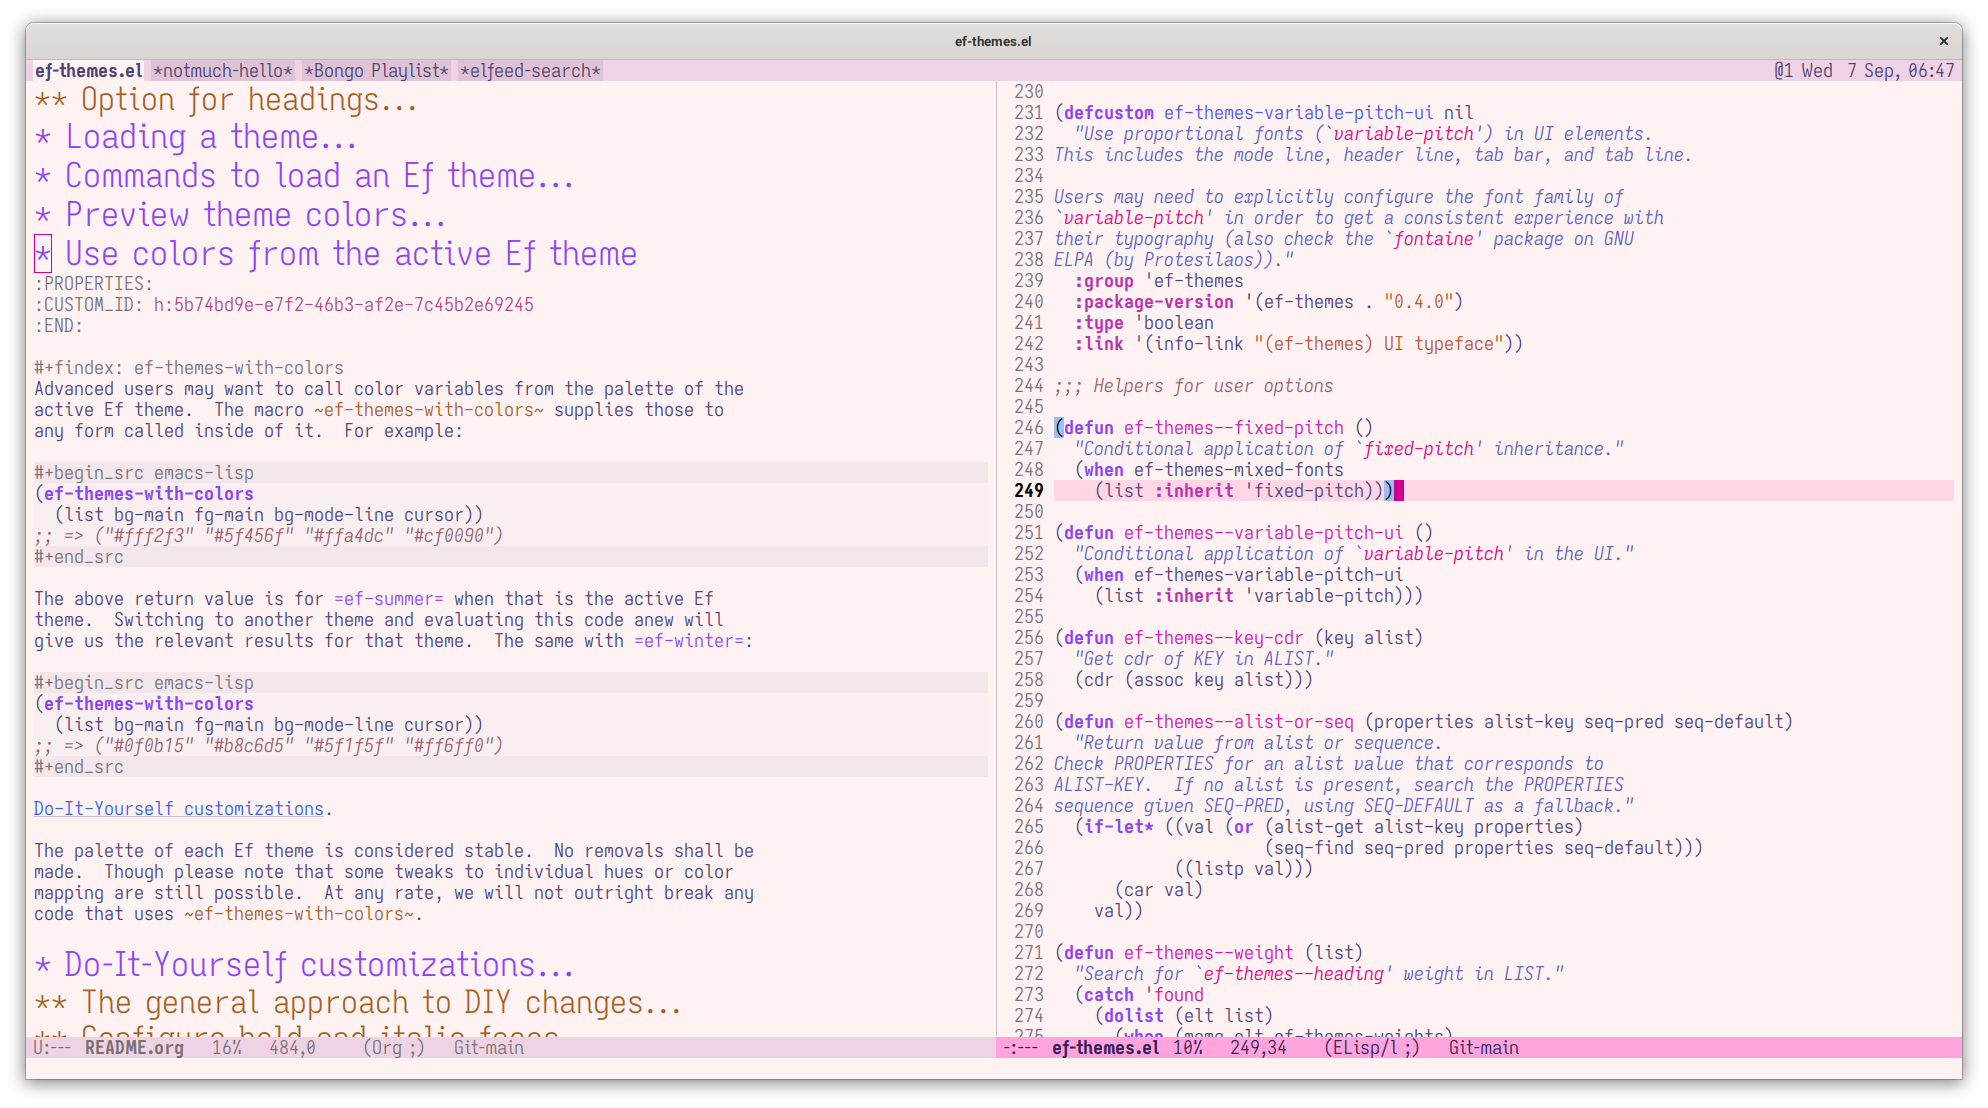 ef-themes.el
ef-themes.el *notmuch-hello* *Bongo Playlist* *elfeed-search* @1 Wed 7 Sep, 06:47
** Option for headings...
* Loading a theme...
* Commands to load an Ef theme...
* Preview theme colors...
* Use colors from the active Ef theme
:PROPERTIES:
:CUSTOM_ID: h:5b74bd9e-e7f2-46b3-af2e-7c45b2e69245
:END:

#+findex: ef-themes-with-colors
Advanced users may want to call color variables from the palette of the
active Ef theme.  The macro ~ef-themes-with-colors~ supplies those to
any form called inside of it.  For example:

#+begin_src emacs-lisp
(ef-themes-with-colors
  (list bg-main fg-main bg-mode-line cursor))
;; => ("#fff2f3" "#5f456f" "#ffa4dc" "#cf0090")
#+end_src

The above return value is for =ef-summer= when that is the active Ef
theme.  Switching to another theme and evaluating this code anew will
give us the relevant results for that theme.  The same with =ef-winter=:

#+begin_src emacs-lisp
(ef-themes-with-colors
  (list bg-main fg-main bg-mode-line cursor))
;; => ("#0f0b15" "#b8c6d5" "#5f1f5f" "#ff6ff0")
#+end_src

Do-It-Yourself customizations.

The palette of each Ef theme is considered stable.  No removals shall be
made.  Though please note that some tweaks to individual hues or color
mapping are still possible.  At any rate, we will not outright break any
code that uses ~ef-themes-with-colors~.

* Do-It-Yourself customizations...
** The general approach to DIY changes...
** Configure bold and italic faces
U:--- README.org 16% 484,0 (Org ;) Git-main
230
231 (defcustom ef-themes-variable-pitch-ui nil
232   "Use proportional fonts (`variable-pitch') in UI elements.
233 This includes the mode line, header line, tab bar, and tab line.
234
235 Users may need to explicitly configure the font family of
236 `variable-pitch' in order to get a consistent experience with
237 their typography (also check the `fontaine' package on GNU
238 ELPA (by Protesilaos))."
239   :group 'ef-themes
240   :package-version '(ef-themes . "0.4.0")
241   :type 'boolean
242   :link '(info-link "(ef-themes) UI typeface"))
243
244 ;;; Helpers for user options
245
246 (defun ef-themes--fixed-pitch ()
247   "Conditional application of `fixed-pitch' inheritance."
248   (when ef-themes-mixed-fonts
249     (list :inherit 'fixed-pitch)))
250
251 (defun ef-themes--variable-pitch-ui ()
252   "Conditional application of `variable-pitch' in the UI."
253   (when ef-themes-variable-pitch-ui
254     (list :inherit 'variable-pitch)))
255
256 (defun ef-themes--key-cdr (key alist)
257   "Get cdr of KEY in ALIST."
258   (cdr (assoc key alist)))
259
260 (defun ef-themes--alist-or-seq (properties alist-key seq-pred seq-default)
261   "Return value from alist or sequence.
262 Check PROPERTIES for an alist value that corresponds to
263 ALIST-KEY.  If no alist is present, search the PROPERTIES
264 sequence given SEQ-PRED, using SEQ-DEFAULT as a fallback."
265   (if-let* ((val (or (alist-get alist-key properties)
266                      (seq-find seq-pred properties seq-default)))
267             ((listp val)))
268       (car val)
269     val))
270
271 (defun ef-themes--weight (list)
272   "Search for `ef-themes--heading' weight in LIST."
273   (catch 'found
274     (dolist (elt list)
275       (when (memq elt ef-themes-weights)
-:--- ef-themes.el 10% 249,34 (ELisp/l ;) Git-main